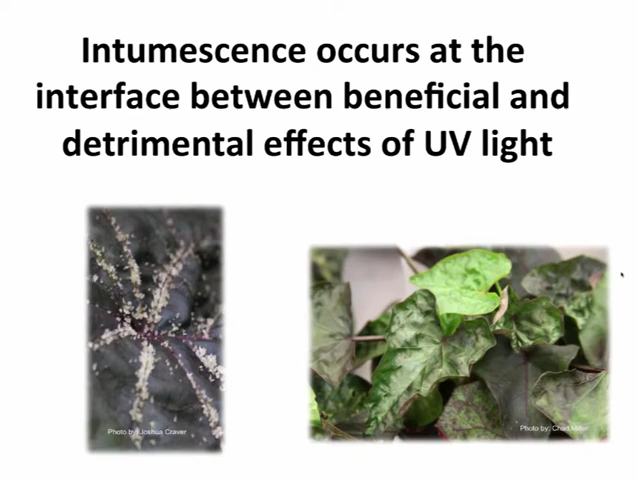 Intumescence occurs at the
interface between beneficial and
detrimental effects of UV light
Photo by: Joshua Craver
Photo by: Chad Miller